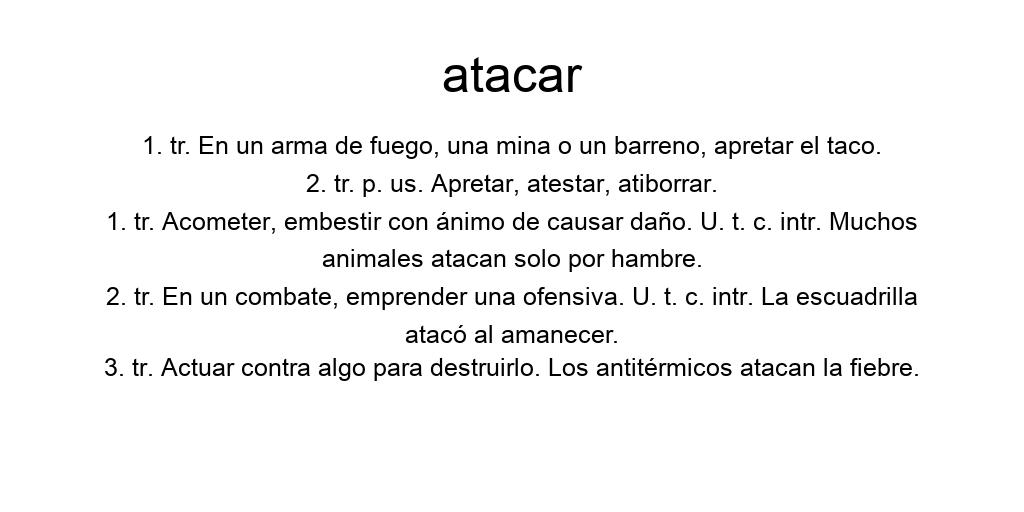 atacar
1. tr. En un arma de fuego, una mina o un barreno, apretar el taco.
2. tr. p. us. Apretar, atestar, atiborrar.
1. tr. Acometer, embestir con ánimo de causar daño. U. t. c. intr. Muchos
animales atacan solo por hambre.
2. tr. En un combate, emprender una ofensiva. U. t. c. intr. La escuadrilla
atacó al amanecer.
3. tr. Actuar contra algo para destruirlo. Los antitérmicos atacan la fiebre.